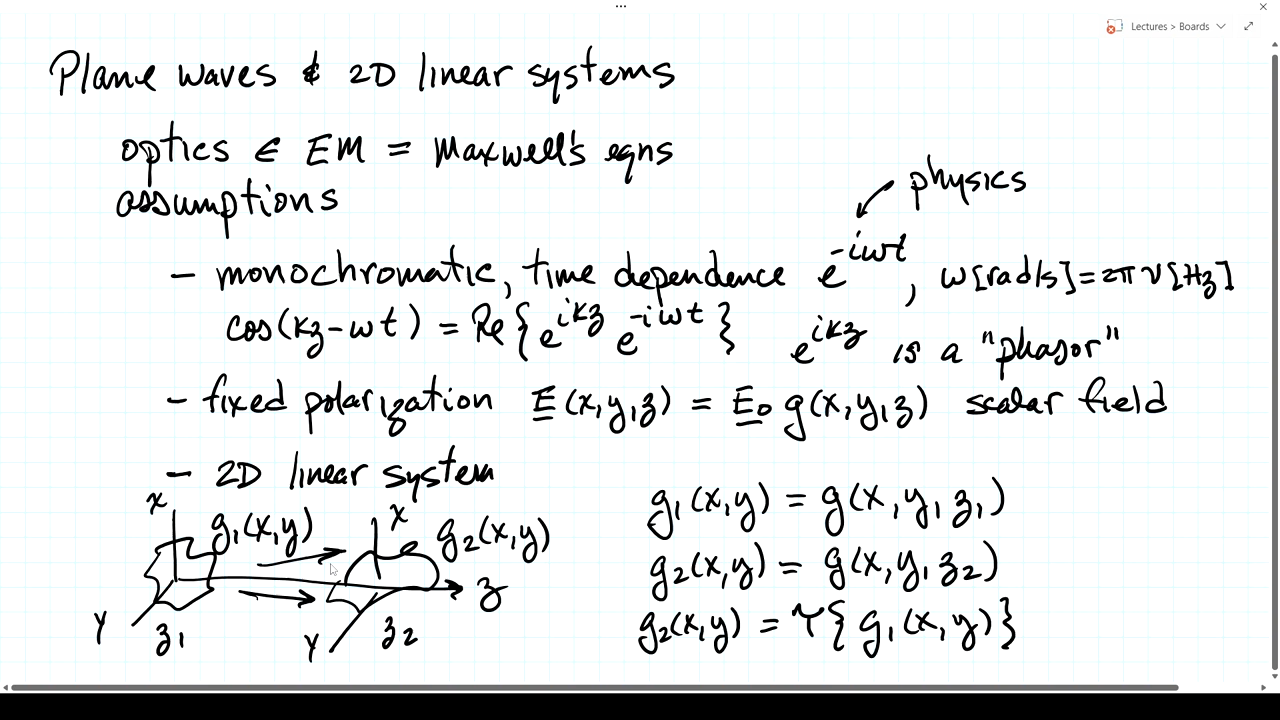 Lectures > Boards
Plane waves & 2D linear systems
optics ∈ EM = Maxwell's eqns
assumptions
physics
- monochromatic, time dependence e^{-iωt}, ω[rad/s]=2πν[Hz]
cos(kz-ωt) = Re{e^{ikz} e^{-iωt}} e^{ikz} is a "phasor"
- fixed polarization E(x,y,z) = E₀ g(x,y,z) scalar field
- 2D linear system
x g₁(x,y) x g₂(x,y) z
y z₁ y z₂
g₁(x,y) = g(x,y,z₁)
g₂(x,y) = g(x,y,z₂)
g₂(x,y) = τ{g₁(x,y)}